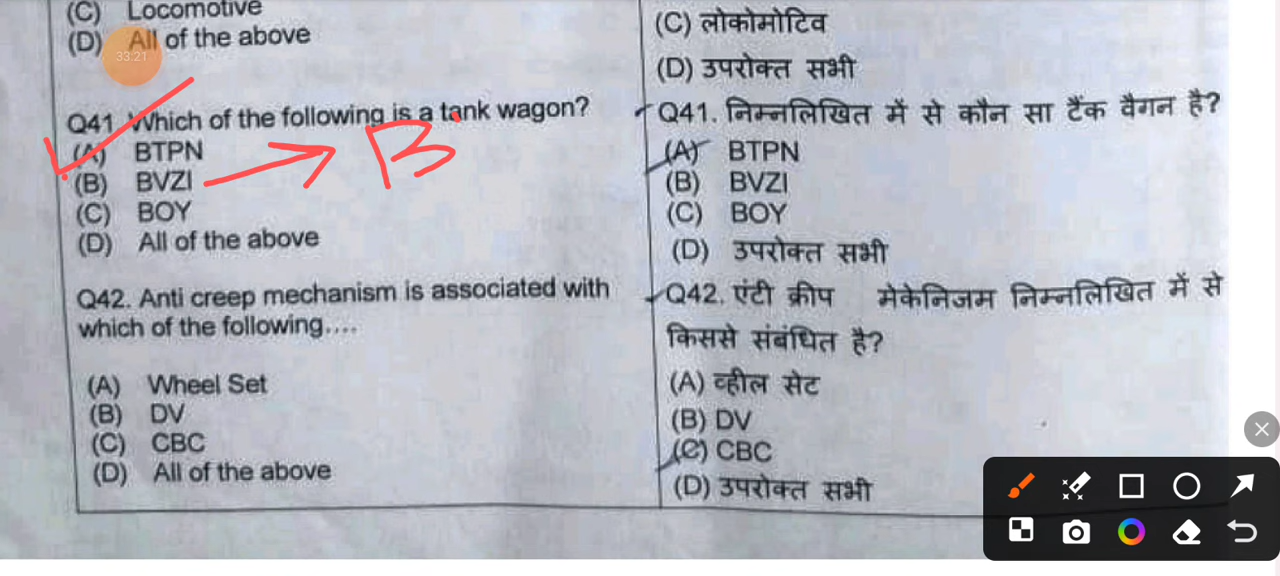 (C) Locomotive
(D) All of the above
33:21
Q41 Which of the following is a tank wagon?
(A) BTPN
(B) BVZI
(C) BOY
(D) All of the above
B
Q42. Anti creep mechanism is associated with
which of the following....
(A) Wheel Set
(B) DV
(C) CBC
(D) All of the above
(C) लोकोमोटिव
(D) उपरोक्त सभी
Q41. निम्नलिखित में से कौन सा टैंक वैगन है?
(A) BTPN
(B) BVZI
(C) BOY
(D) उपरोक्त सभी
Q42. एंटी क्रीप मेकेनिजम निम्नलिखित में से
किससे संबंधित है?
(A) व्हील सेट
(B) DV
(C) CBC
(D) उपरोक्त सभी